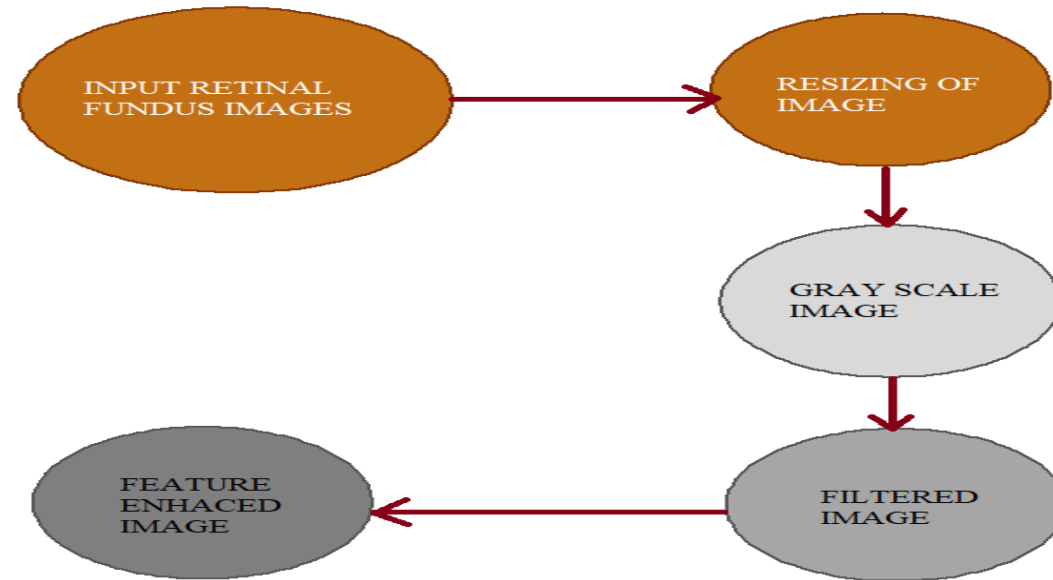 INPUT RETINAL
FUNDUS IMAGES
RESIZING OF
IMAGE
GRAY SCALE
IMAGE
FILTERED
IMAGE
FEATURE
ENHACED
IMAGE